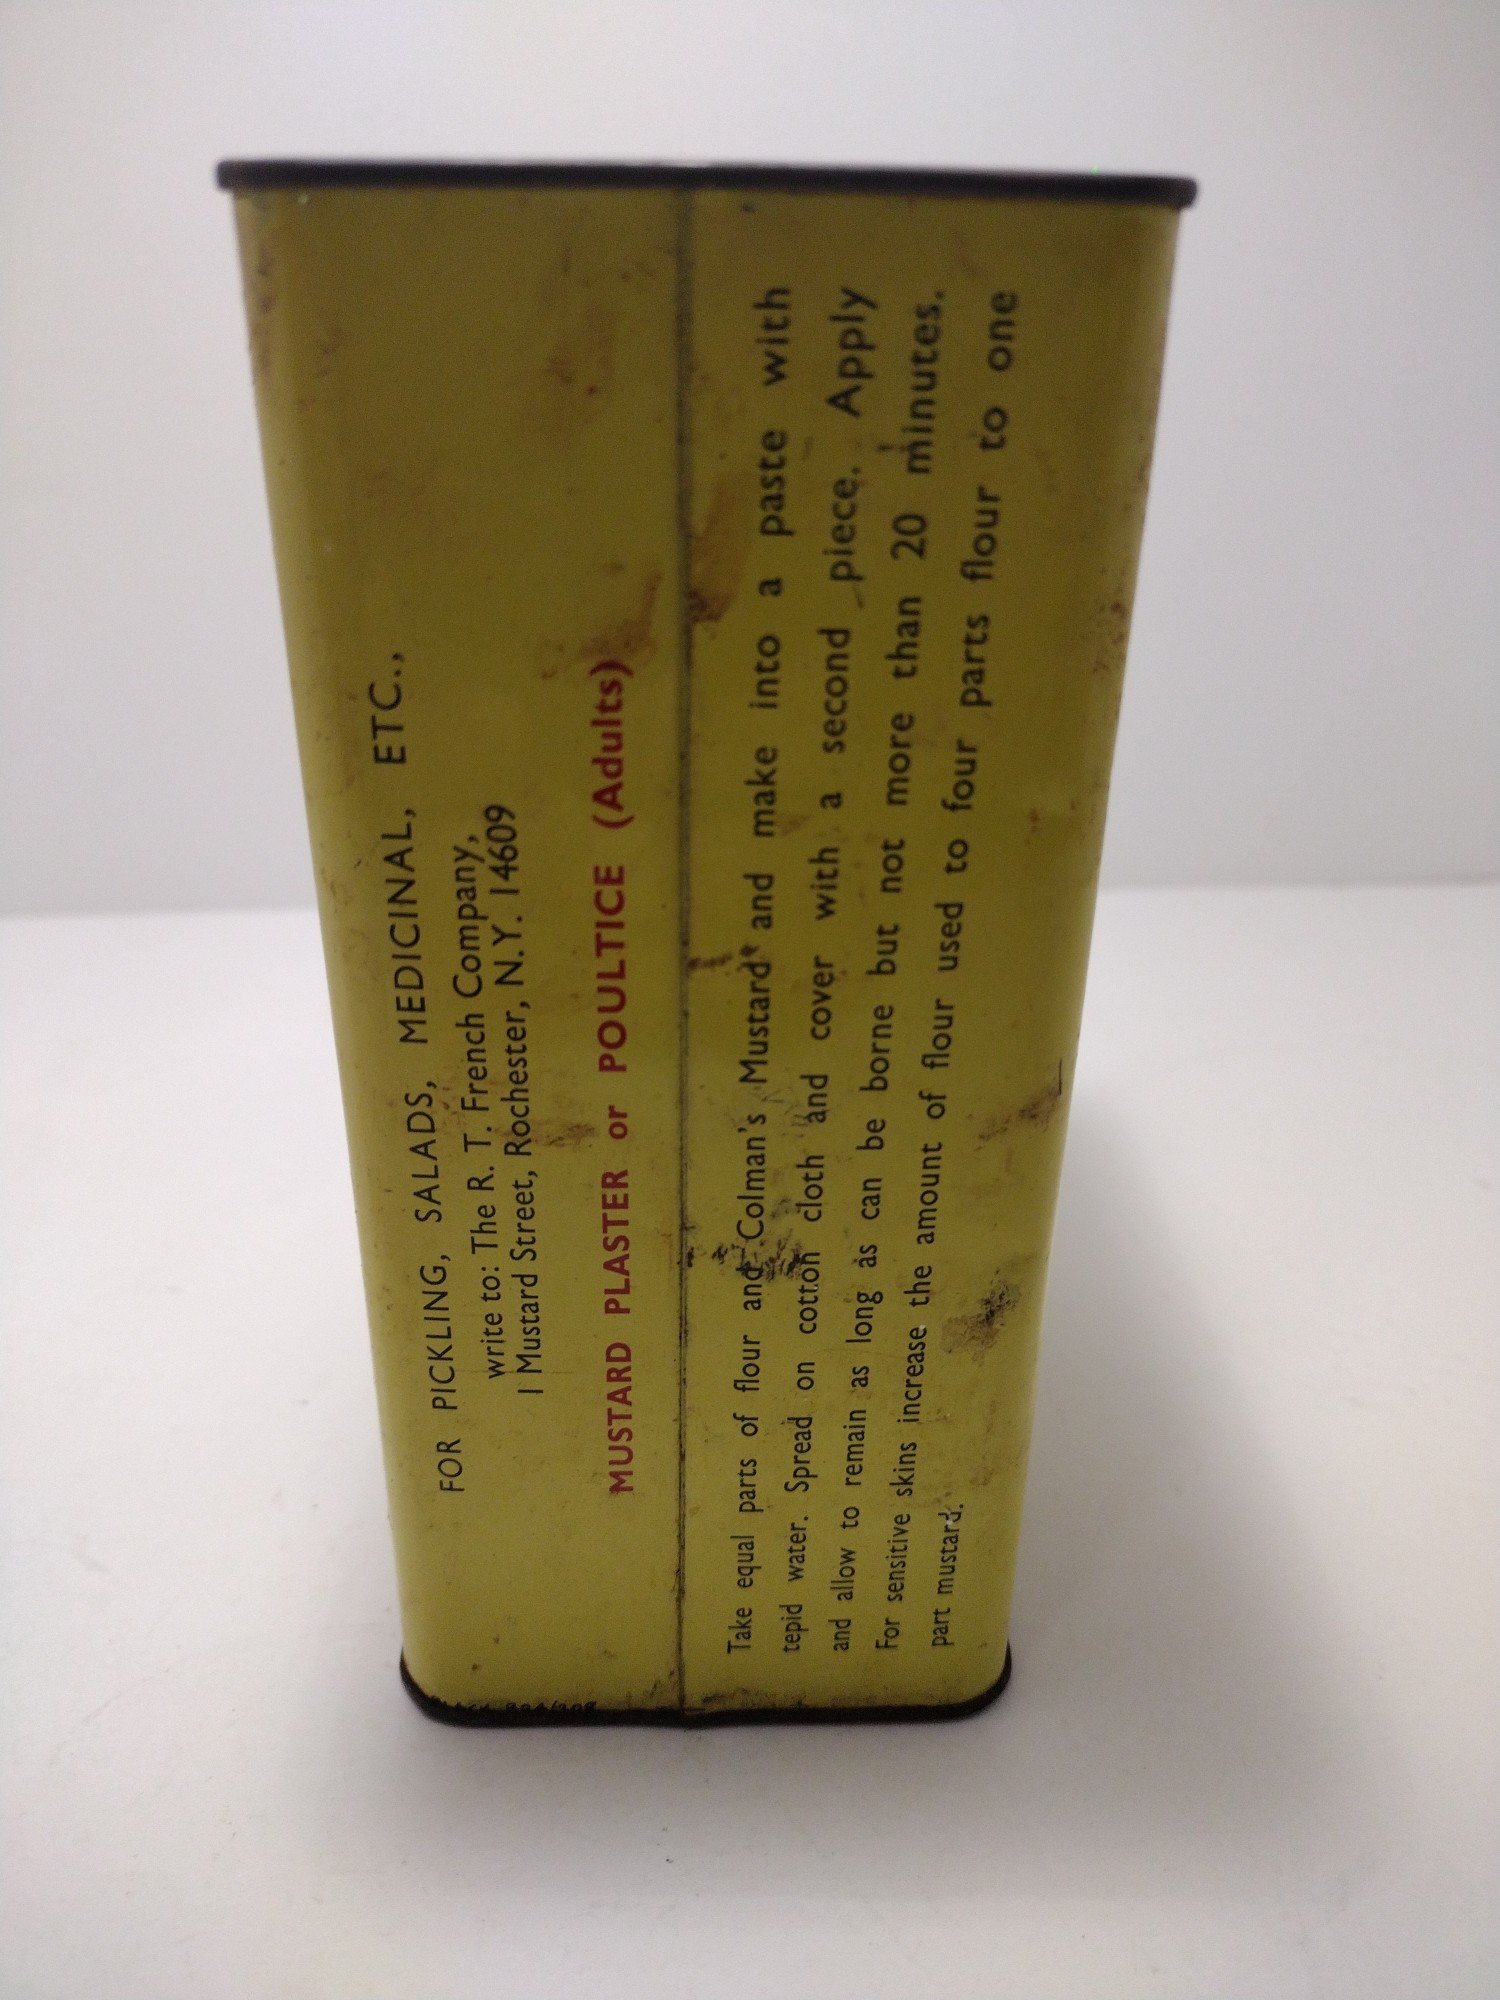 FOR PICKLING, SALADS, MEDICINAL, ETC.,
write to: The R. T. French Company,
1 Mustard Street, Rochester, N.Y. 14609
MUSTARD PLASTER or POULTICE (Adults)
Take equal parts of flour and Colman's Mustard and make into a paste with
tepid water. Spread on cotton cloth and cover with a second piece. Apply
and allow to remain as long as can be borne but not more than 20 minutes.
For sensitive skins increase the amount of flour used to four parts flour to one
part mustard.